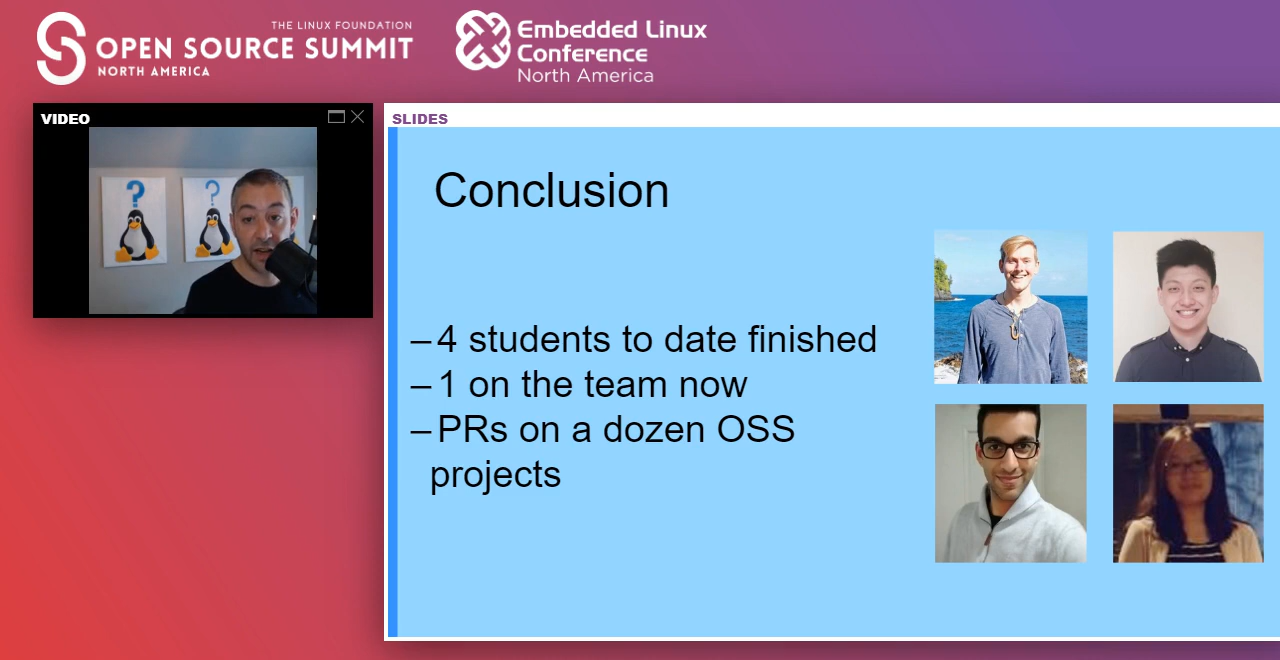 THE LINUX FOUNDATION
OPEN SOURCE SUMMIT
NORTH AMERICA
Embedded Linux
Conference
North America
VIDEO
SLIDES
?
?
Conclusion
–4 students to date finished
–1 on the team now
–PRs on a dozen OSS
projects